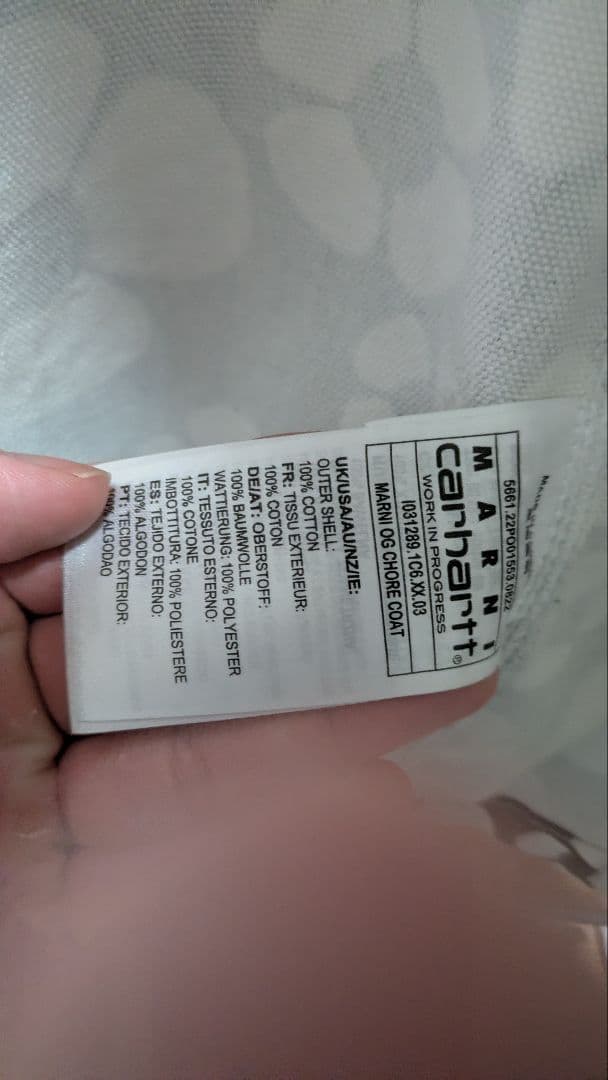 5661.22PO01553.0822
MARNI
carhartt®
WORK IN PROGRESS
I031289.1C6.XX.03
MARNI OG CHORE COAT
UK/USA/AU/NZ/IE:
OUTER SHELL:
100% COTTON
FR: TISSU EXTERIEUR:
100% COTON
DE/AT: OBERSTOFF:
100% BAUMWOLLE
WATTIERUNG: 100% POLYESTER
IT: TESSUTO ESTERNO:
100% COTONE
IMBOTTITURA: 100% POLIESTERE
ES: TEJIDO EXTERNO:
100% ALGODON
PT: TECIDO EXTERIOR:
100% ALGODAO